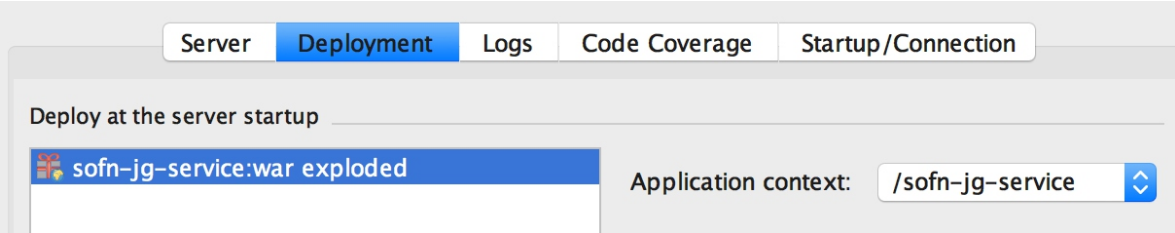 Server Deployment Logs Code Coverage Startup/Connection
Deploy at the server startup
sofn-jg-service:war exploded
Application context: /sofn-jg-service